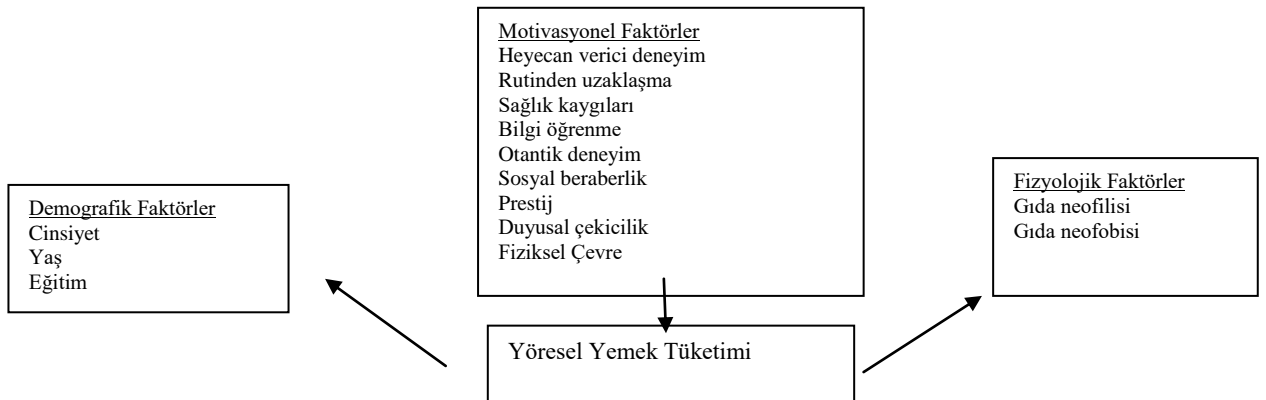 Motivasyonel Faktörler
Heyecan verici deneyim
Rutinden uzaklaşma
Sağlık kaygıları
Bilgi öğrenme
Otantik deneyim
Sosyal beraberlik
Prestij
Duyusal çekicilik
Fiziksel Çevre
Demografik Faktörler
Cinsiyet
Yaş
Eğitim
Fizyolojik Faktörler
Gıda neofilisi
Gıda neofobisi
Yöresel Yemek Tüketimi